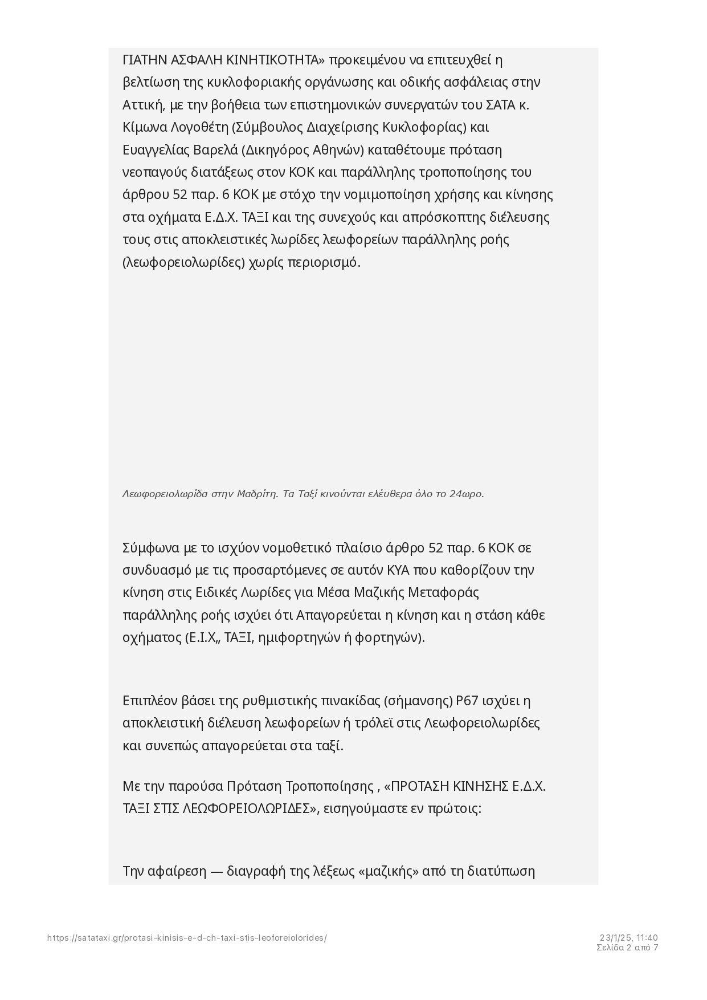 ΓΙΑΤΗΝ ΑΣΦΑΛΗ ΚΙΝΗΤΙΚΟΤΗΤΑ» προκειμένου να επιτευχθεί η
βελτίωση της κυκλοφοριακής οργάνωσης και οδικής ασφάλειας στην
Αττική, με την βοήθεια των επιστημονικών συνεργατών του ΣΑΤΑ κ.
Κίμωνα Λογοθέτη (Σύμβουλος Διαχείρισης Κυκλοφορίας) και
Ευαγγελίας Βαρελά (Δικηγόρος Αθηνών) καταθέτουμε πρόταση
νεοπαγούς διατάξεως στον ΚΟΚ και παράλληλης τροποποίησης του
άρθρου 52 παρ. 6 ΚΟΚ με στόχο την νομιμοποίηση χρήσης και κίνησης
στα οχήματα Ε.Δ.Χ. ΤΑΞΙ και της συνεχούς και απρόσκοπτης διέλευσης
τους στις αποκλειστικές λωρίδες λεωφορείων παράλληλης ροής
(λεωφορειολωρίδες) χωρίς περιορισμό.
Λεωφορειολωρίδα στην Μαδρίτη. Τα Ταξί κινούνται ελέυθερα όλο το 24ωρο.
Σύμφωνα με το ισχύον νομοθετικό πλαίσιο άρθρο 52 παρ. 6 ΚΟΚ σε
συνδυασμό με τις προσαρτόμενες σε αυτόν ΚΥΑ που καθορίζουν την
κίνηση στις Ειδικές Λωρίδες για Μέσα Μαζικής Μεταφοράς
παράλληλης ροής ισχύει ότι Απαγορεύεται η κίνηση και η στάση κάθε
οχήματος (Ε.Ι.Χ„ ΤΑΞΙ, ημιφορτηγών ή φορτηγών).
Επιπλέον βάσει της ρυθμιστικής πινακίδας (σήμανσης) Ρ67 ισχύει η
αποκλειστική διέλευση λεωφορείων ή τρόλεϊ στις Λεωφορειολωρίδες
και συνεπώς απαγορεύεται στα ταξί.
Με την παρούσα Πρόταση Τροποποίησης , «ΠΡΟΤΑΣΗ ΚΙΝΗΣΗΣ Ε.Δ.Χ.
ΤΑΞΙ ΣΤΙΣ ΛΕΩΦΟΡΕΙΟΛΩΡΙΔΕΣ», εισηγούμαστε εν πρώτοις:
Την αφαίρεση — διαγραφή της λέξεως «μαζικής» από τη διατύπωση
https://satataxi.gr/protasi-kinisis-e-d-ch-taxi-stis-leoforeiolorides/
23/1/25, 11:40
Σελίδα 2 από 7